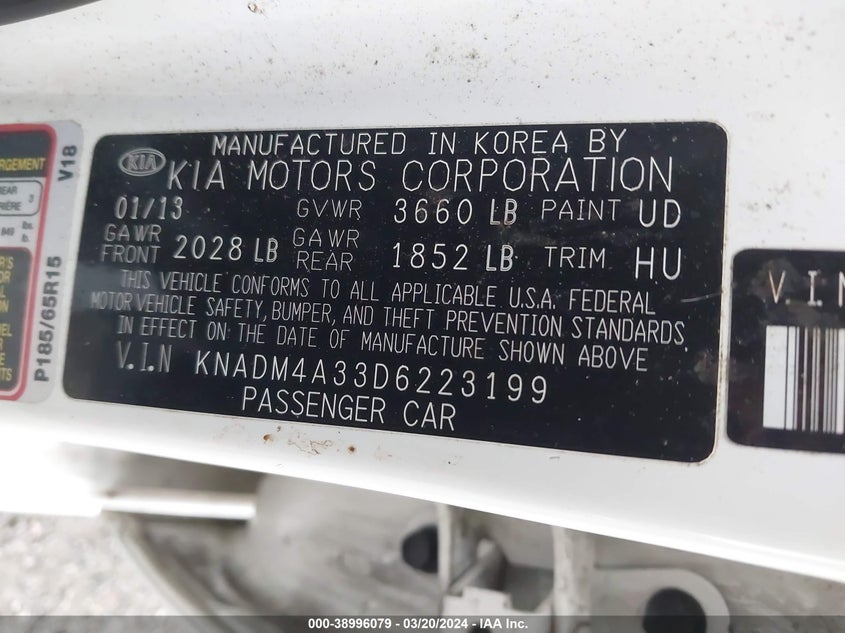 MANUFACTURED IN KOREA BY
KIA KIA MOTORS CORPORATION
01/13 GVWR 3660 LB PAINT UD
GAWR FRONT 2028 LB GAWR REAR 1852 LB TRIM HU
THIS VEHICLE CONFORMS TO ALL APPLICABLE U.S.A. FEDERAL
MOTOR VEHICLE SAFETY, BUMPER, AND THEFT PREVENTION STANDARDS
IN EFFECT ON THE DATE OF MANUFACTURE SHOWN ABOVE
V.I.N KNADM4A33D6223199
PASSENGER CAR
P185/65R15 V18
3
lbs.
V.I.N
000-38996079 - 03/20/2024 - IAA Inc.